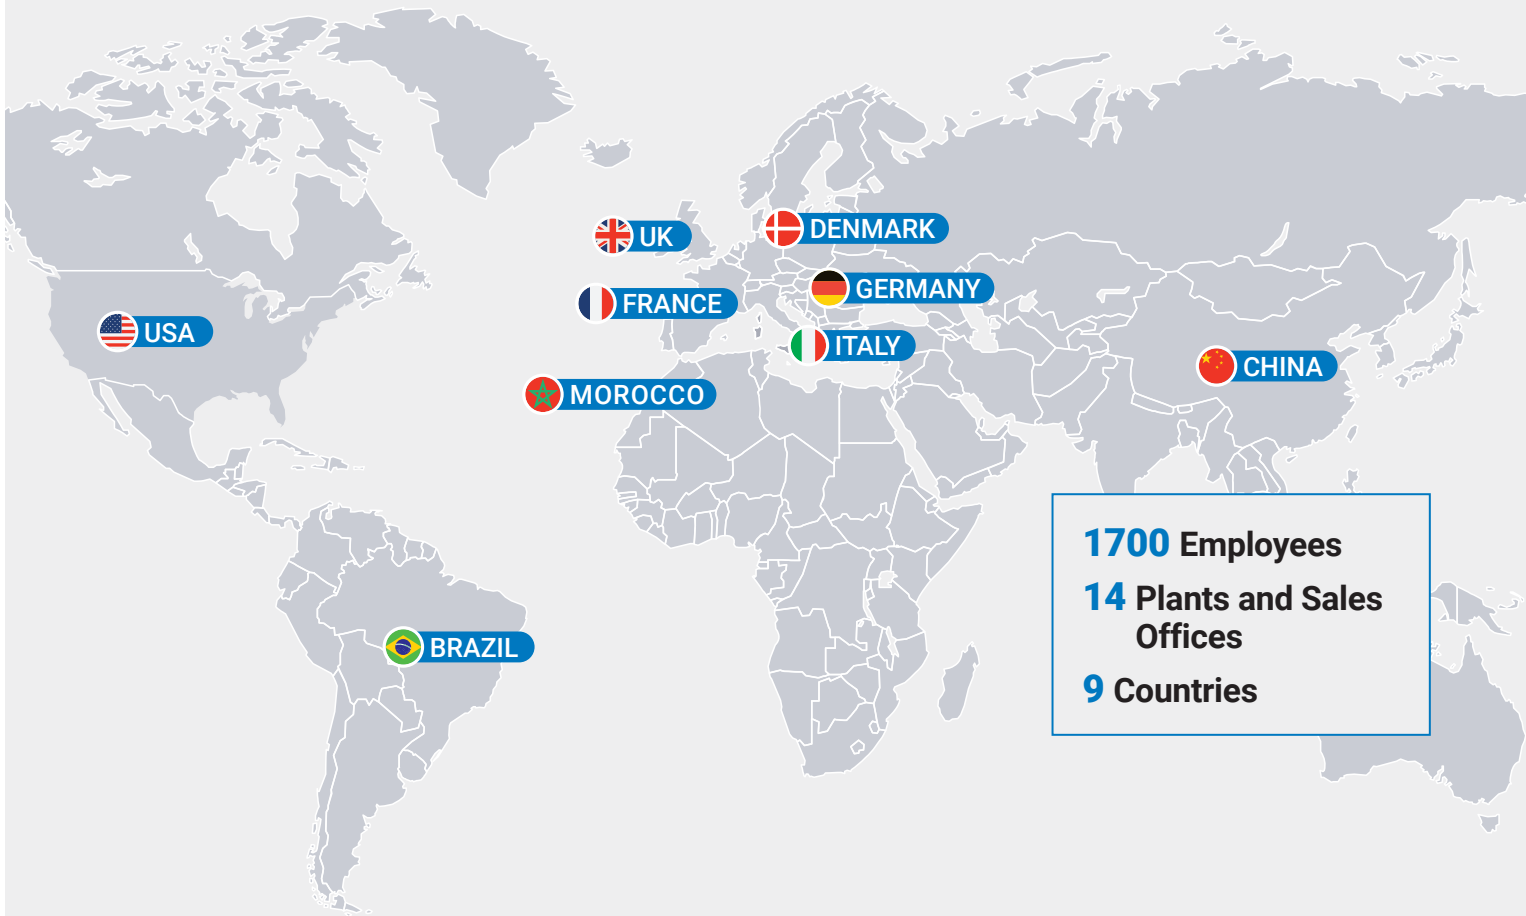 UK
DENMARK
GERMANY
FRANCE
USA
ITALY
CHINA
MOROCCO
BRAZIL
1700 Employees
14 Plants and Sales
Offices
9 Countries